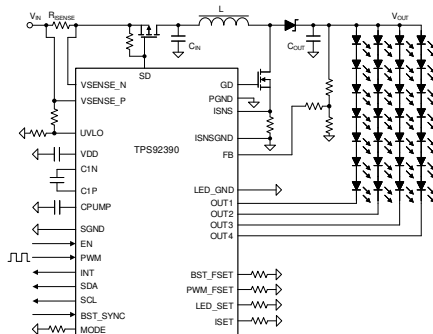 VIN RISENSE L VOUT
CIN COUT
SD
VSENSE_N GD
VSENSE_P PGND
ISNS
UVLO ISNSGND
TPS92390
VDD FB
C1N
C1P LED_GND
CPUMP OUT1
OUT2
SGND OUT3
EN OUT4
PWM
INT BST_FSET
SDA PWM_FSET
SCL LED_SET
BST_SYNC ISET
MODE